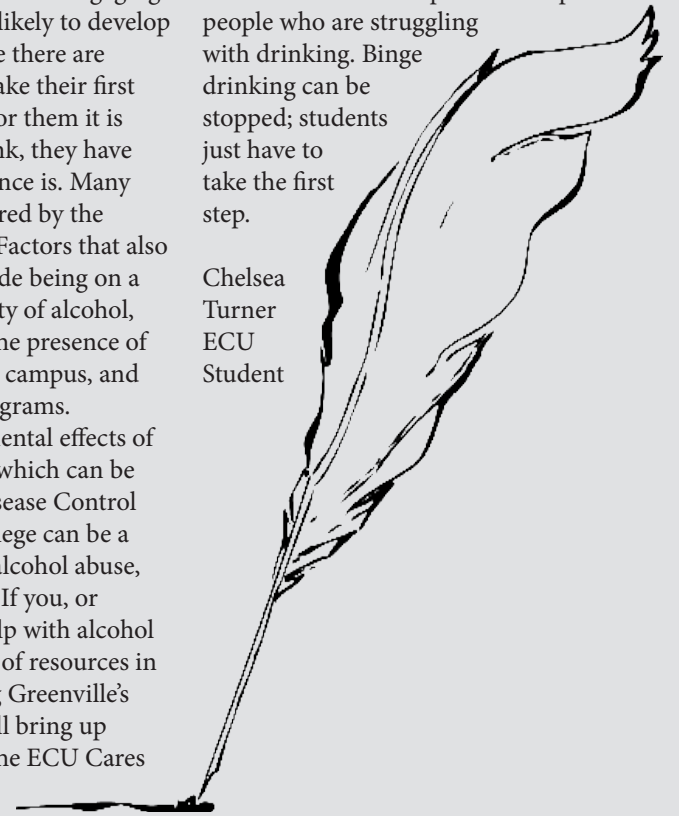 likely to develop
e there are
ake their first
or them it is
nk, they have
nce is. Many
red by the
Factors that also
de being on a
ty of alcohol,
he presence of
campus, and
grams.
ental effects of
which can be
sease Control
lege can be a
alcohol abuse,
If you, or
lp with alcohol
of resources in
g Greenville’s
ll bring up
he ECU Cares
people who are struggling
with drinking. Binge
drinking can be
stopped; students
just have to
take the first
step.
Chelsea
Turner
ECU
Student